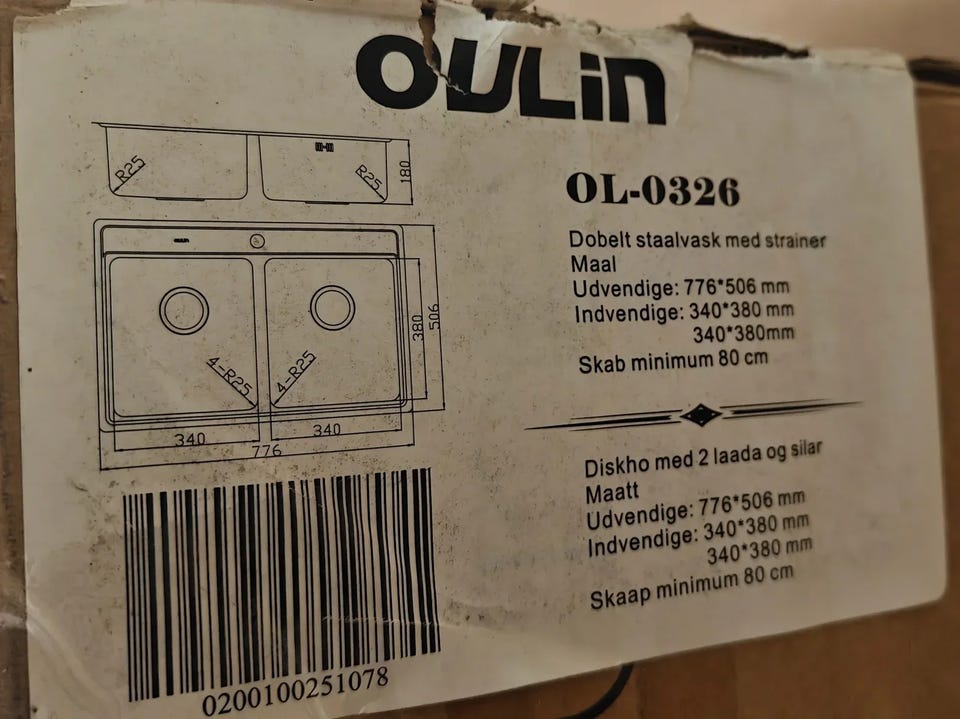 OULin
R25
R25
180
380
506
4-R25
4-R25
340
340
776
0200100251078
OL-0326
Dobelt staalvask med strainer
Maal
Udvendige: 776*506 mm
Indvendige: 340*380 mm
340*380mm
Skab minimum 80 cm
Diskho med 2 laada og silar
Maatt
Udvendige: 776*506 mm
Indvendige: 340*380 mm
340*380 mm
Skaap minimum 80 cm